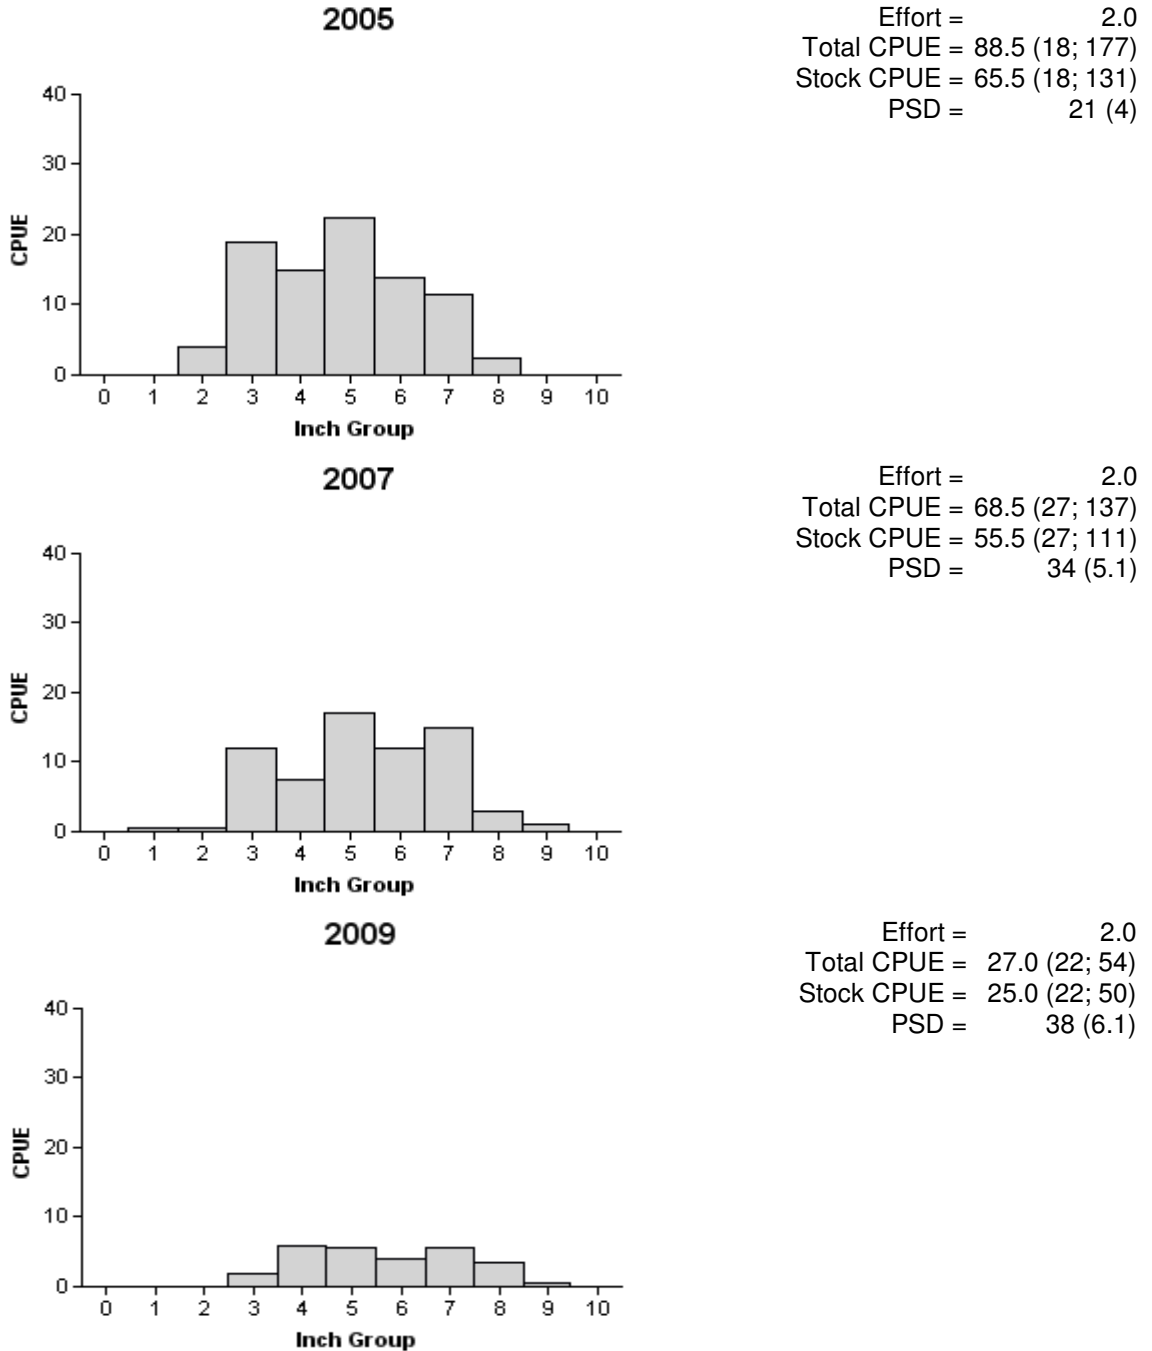 2005
Effort = 2.0
Total CPUE = 88.5 (18; 177)
Stock CPUE = 65.5 (18; 131)
PSD = 21 (4)
40
30
20
10
0
CPUE
0 1 2 3 4 5 6 7 8 9 10
Inch Group
2007
Effort = 2.0
Total CPUE = 68.5 (27; 137)
Stock CPUE = 55.5 (27; 111)
PSD = 34 (5.1)
40
30
20
10
0
CPUE
0 1 2 3 4 5 6 7 8 9 10
Inch Group
2009
Effort = 2.0
Total CPUE = 27.0 (22; 54)
Stock CPUE = 25.0 (22; 50)
PSD = 38 (6.1)
40
30
20
10
0
CPUE
0 1 2 3 4 5 6 7 8 9 10
Inch Group